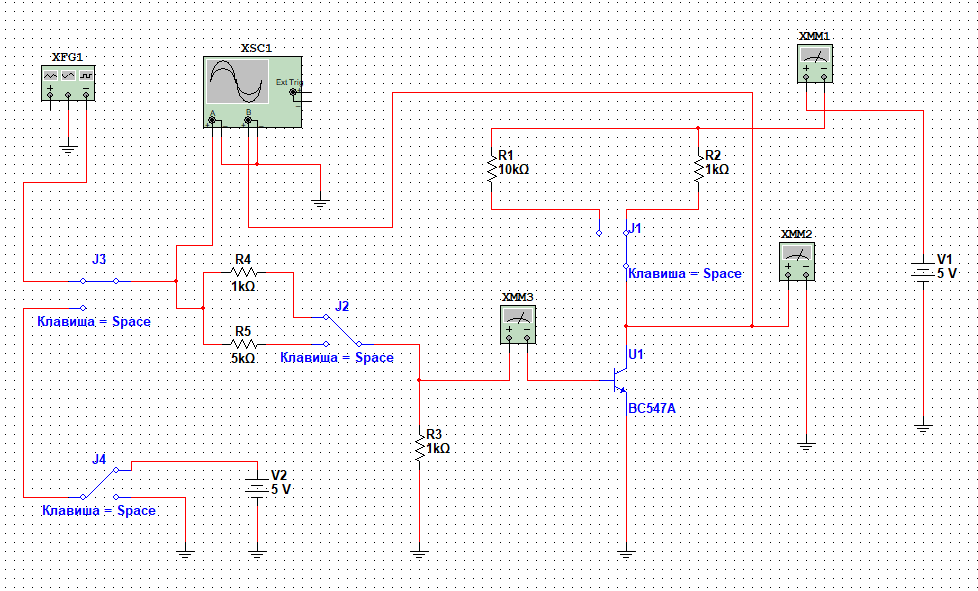 XFG1
XSC1
XMM1
Ext Trig
A
B
R1
10kΩ
R2
1kΩ
J1
Клавиша = Space
XMM2
V1
5 V
J3
Клавиша = Space
R4
1kΩ
R5
5kΩ
J2
Клавиша = Space
XMM3
U1
BC547A
R3
1kΩ
J4
Клавиша = Space
V2
5 V